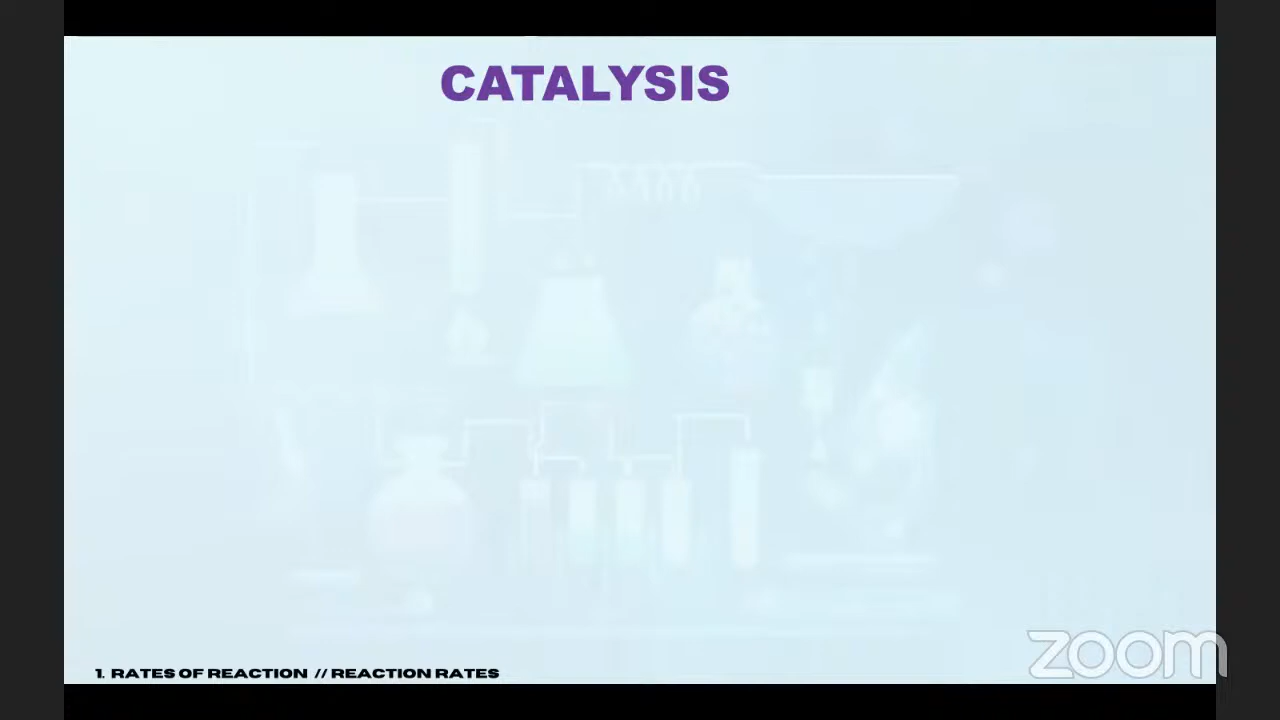 CATALYSIS
1. RATES OF REACTION // REACTION RATES
zoom